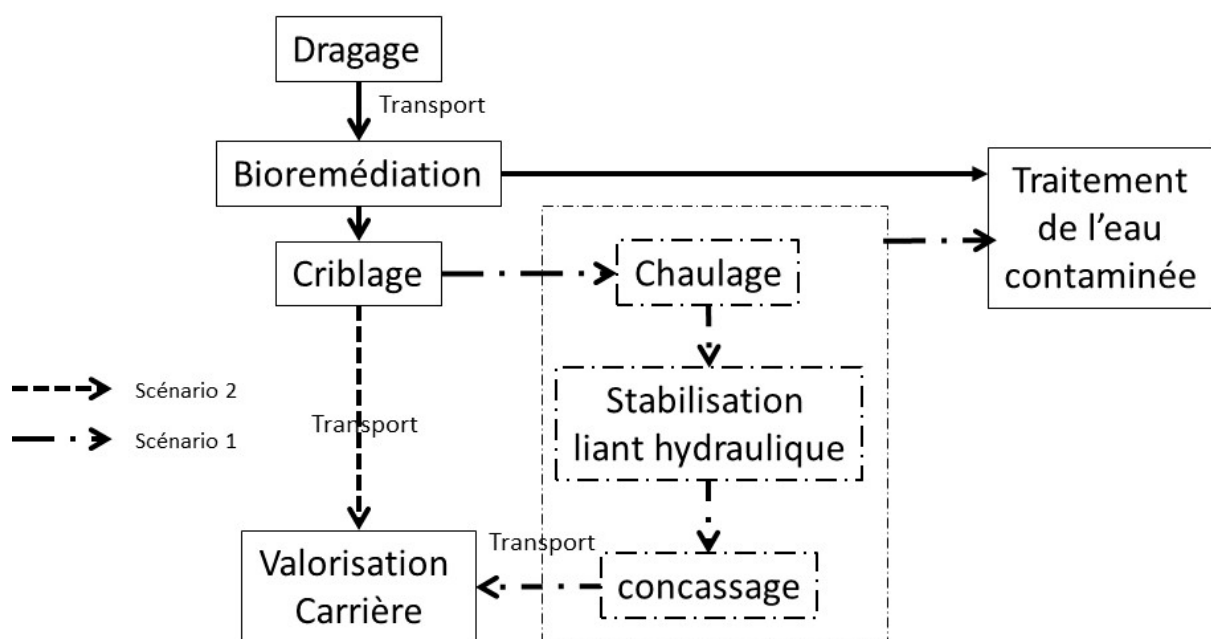 Dragage
Transport
Bioremédiation
Traitement
de l'eau
contaminée
Criblage
Chaulage
Scénario 2
Transport
Scénario 1
Stabilisation
liant hydraulique
Valorisation
Carrière
Transport
concassage